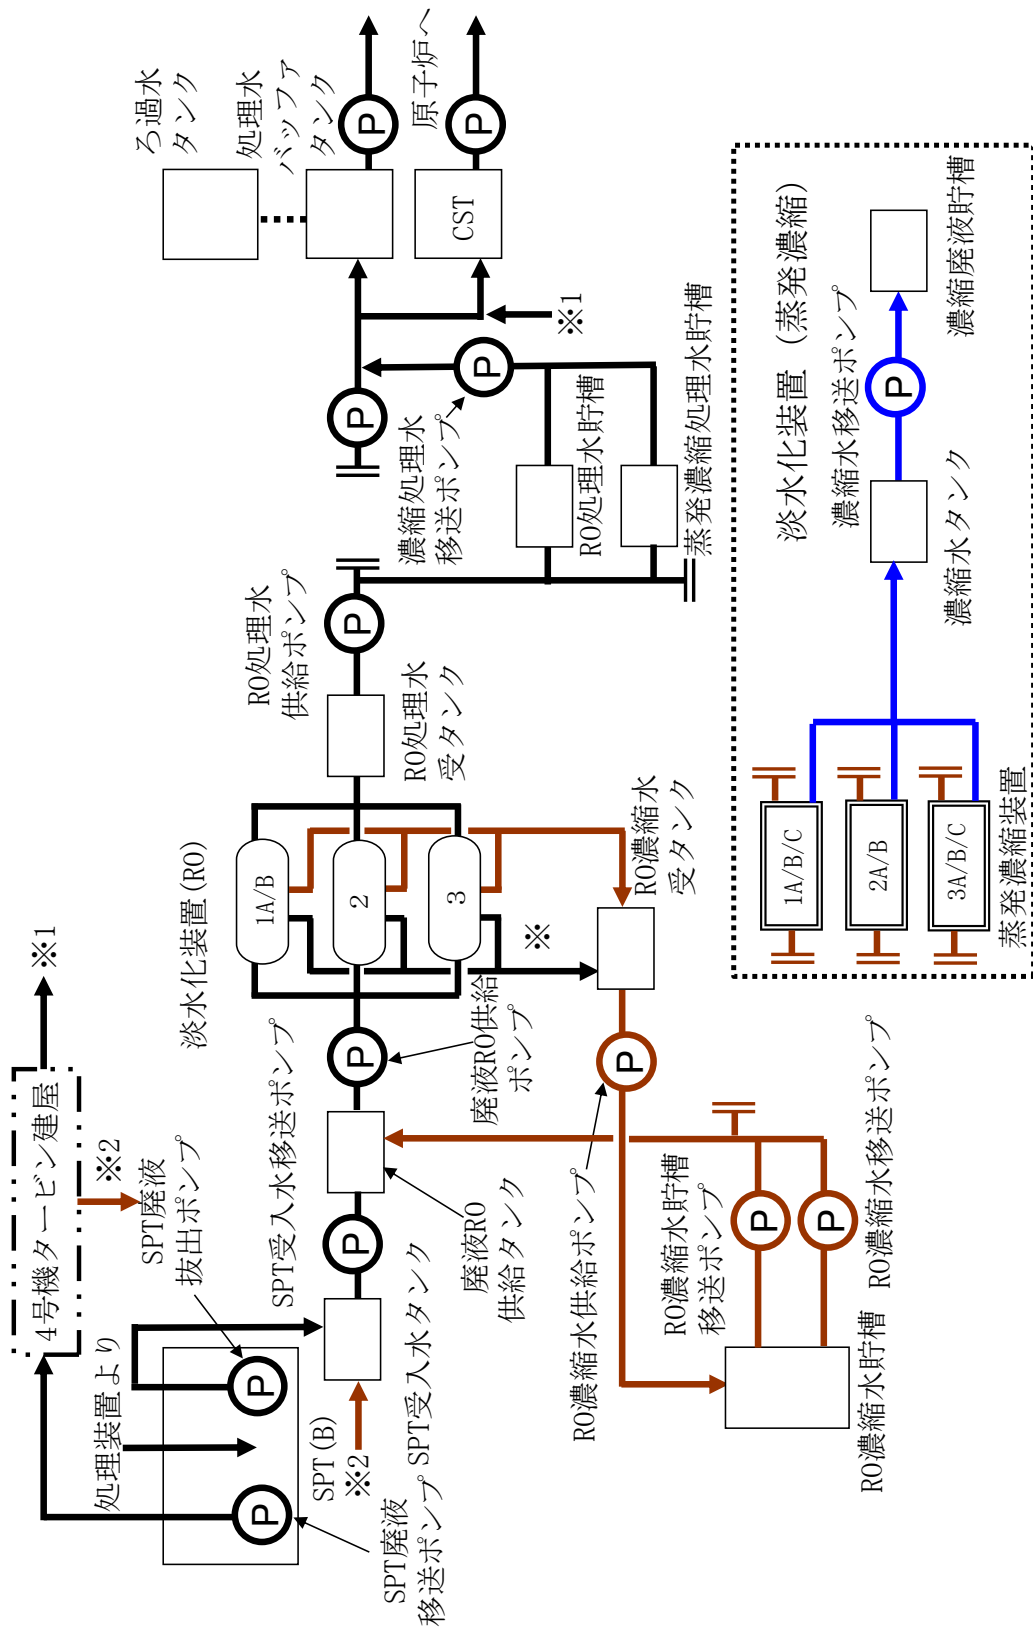 4号機タービン建屋
※1
※2
処理装置より
SPT廃液
抜出ポンプ
SPT(B)
※2
SPT廃液
移送ポンプ
P
P
SPT受入水タンク
SPT受入水移送ポンプ
P
廃液RO
供給タンク
廃液RO供給
ポンプ
P
淡水化装置(RO)
1A/B
2
3
※
RO処理水
受タンク
RO処理水
供給ポンプ
P
RO濃縮水
受タンク
RO濃縮水供給ポンプ
P
RO濃縮水貯槽
RO濃縮水貯槽
移送ポンプ
P
RO濃縮水移送ポンプ
P
RO処理水貯槽
蒸発濃縮処理水貯槽
濃縮処理水
移送ポンプ
P
P
※1
ろ過水
タンク
処理水
バッファ
タンク
P
CST
P
原子炉へ
淡水化装置(蒸発濃縮)
1A/B/C
2A/B
3A/B/C
蒸発濃縮装置
濃縮水タンク
濃縮水移送ポンプ
P
濃縮廃液貯槽